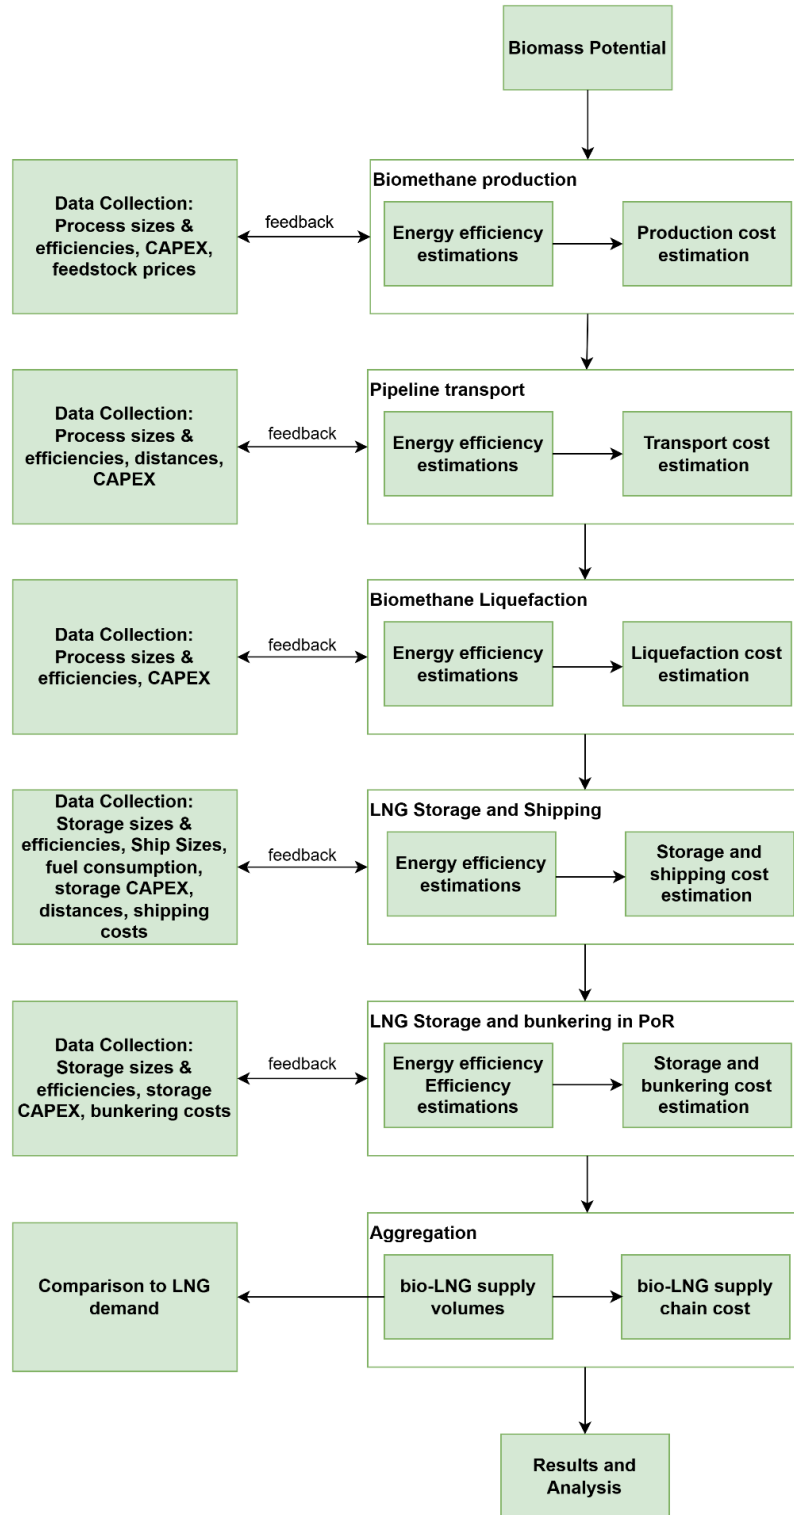 Biomass Potential
Data Collection:
Process sizes &
efficiencies, CAPEX,
feedstock prices
feedback
Biomethane production
Energy efficiency
estimations
Production cost
estimation
Data Collection:
Process sizes &
efficiencies, distances,
CAPEX
feedback
Pipeline transport
Energy efficiency
estimations
Transport cost
estimation
Data Collection:
Process sizes &
efficiencies, CAPEX
feedback
Biomethane Liquefaction
Energy efficiency
estimations
Liquefaction cost
estimation
Data Collection:
Storage sizes &
efficiencies, Ship Sizes,
fuel consumption,
storage CAPEX,
distances, shipping
costs
feedback
LNG Storage and Shipping
Energy efficiency
estimations
Storage and
shipping cost
estimation
Data Collection:
Storage sizes &
efficiencies, storage
CAPEX, bunkering costs
feedback
LNG Storage and bunkering in PoR
Energy efficiency
Efficiency
estimations
Storage and
bunkering cost
estimation
Comparison to LNG
demand
Aggregation
bio-LNG supply
volumes
bio-LNG supply
chain cost
Results and
Analysis